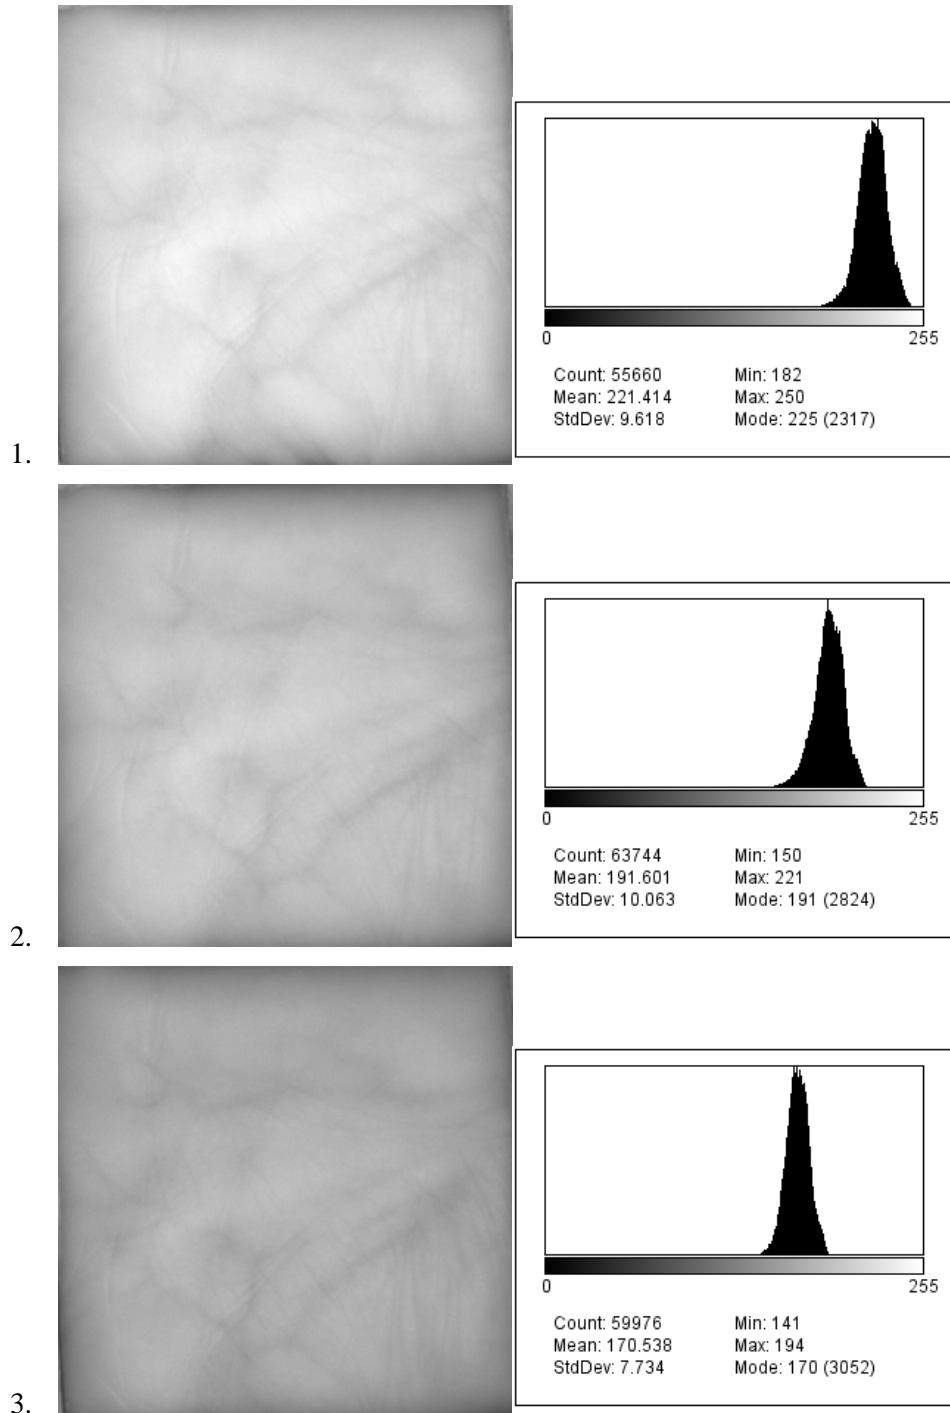 0 255
Count: 55660 Min: 182
Mean: 221.414 Max: 250
StdDev: 9.618 Mode: 225 (2317)
1.
0 255
Count: 63744 Min: 150
Mean: 191.601 Max: 221
StdDev: 10.063 Mode: 191 (2824)
2.
0 255
Count: 59976 Min: 141
Mean: 170.538 Max: 194
StdDev: 7.734 Mode: 170 (3052)
3.